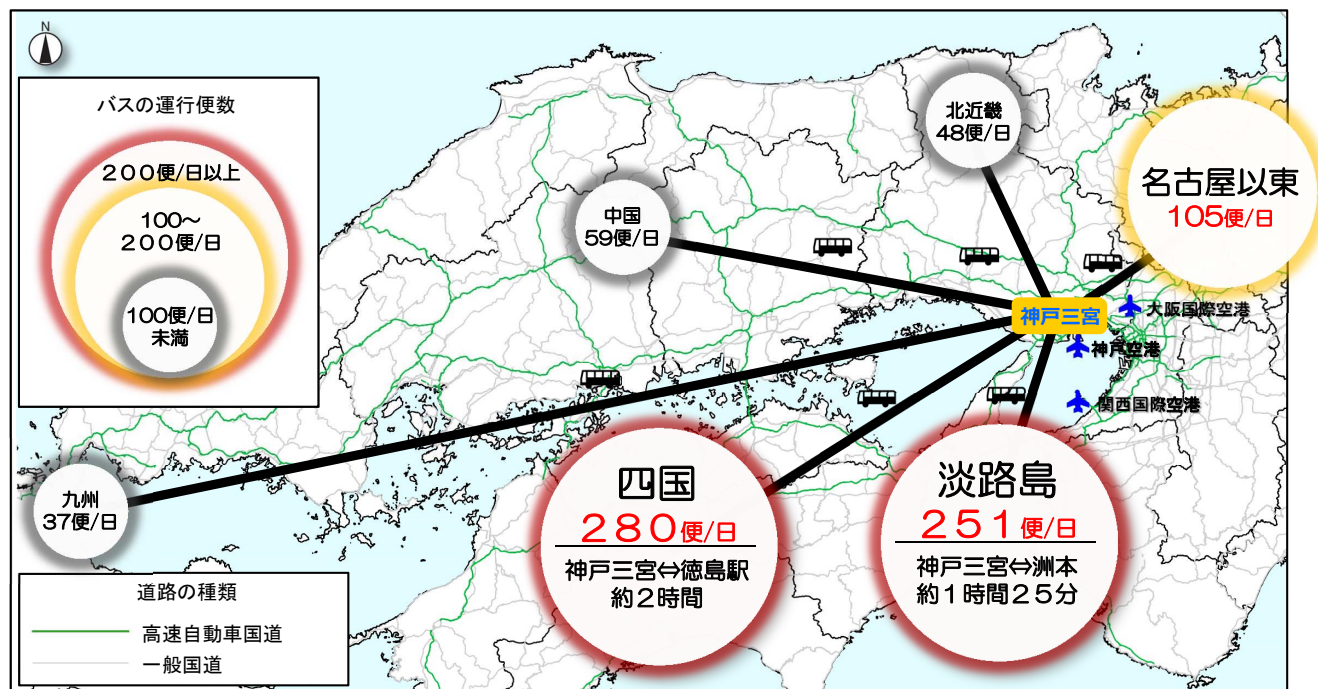 N
バスの運行便数
200便/日以上
100～
200便/日
100便/日
未満
北近畿
48便/日
名古屋以東
105便/日
中国
59便/日
神戸三宮
大阪国際空港
神戸空港
関西国際空港
九州
37便/日
四国
280便/日
神戸三宮⇔徳島駅
約2時間
淡路島
251便/日
神戸三宮⇔洲本
約1時間25分
道路の種類
高速自動車国道
一般国道